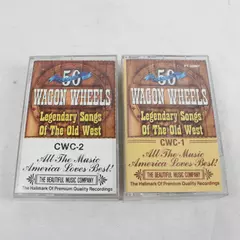 50
WAGON WHEELS
Legendary Songs
Of The Old West
CWC-2
All The Music
America Loves Best!
THE BEAUTIFUL MUSIC COMPANY
The Hallmark Of Premium Quality Recordings
50
WAGON WHEELS
Legendary Songs
Of The Old West
CWC-1
All The Music
America Loves Best!
THE BEAUTIFUL MUSIC COMPANY
The Hallmark Of Premium Quality Recordings